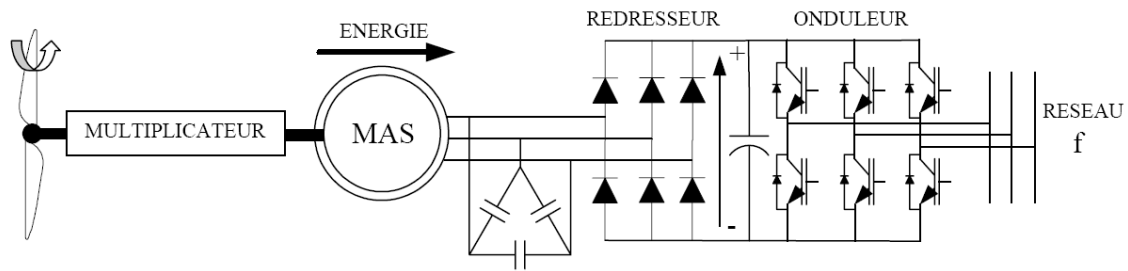 REDRESSEUR
ONDULEUR
ENERGIE
+
MULTIPLICATEUR
MAS
RESEAU
f
-